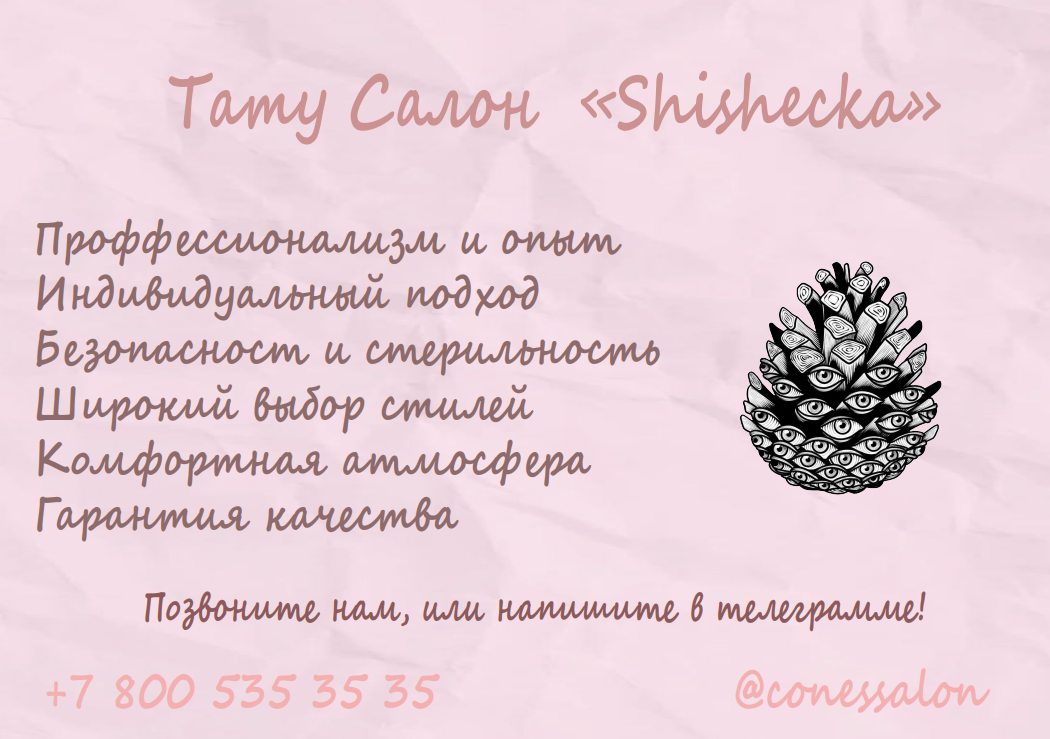 Тату Салон «Shishecka»
Проффессионализм и опыт
Индивидуальный подход
Безопасност и стерильность
Широкий выбор стилей
Комфортная атмосфера
Гарантия качества
Позвоните нам, или напишите в телеграмме!
+7 800 535 35 35
@conessalon